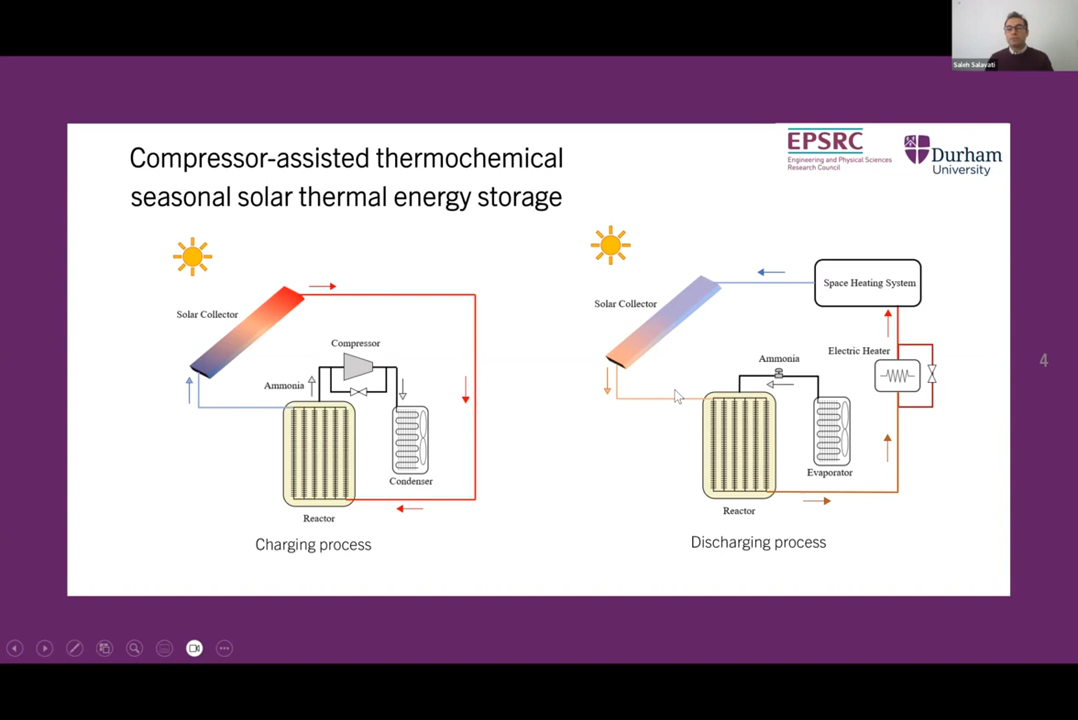 Saleh Salavati
Compressor-assisted thermochemical
seasonal solar thermal energy storage
EPSRC
Engineering and Physical Sciences
Research Council
Durham
University
Solar Collector
Compressor
Ammonia
Condenser
Reactor
Charging process
Solar Collector
Space Heating System
Electric Heater
Ammonia
Evaporator
Reactor
Discharging process
4